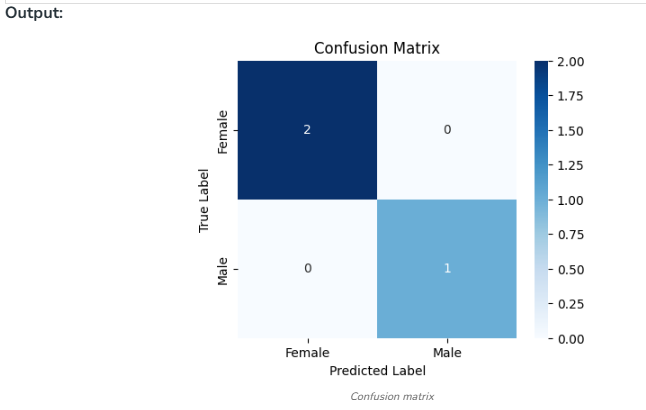 Output:
Confusion Matrix
True Label
Female
Male
2
0
0
1
Female
Male
Predicted Label
2.00
1.75
1.50
1.25
1.00
0.75
0.50
0.25
0.00
Confusion matrix